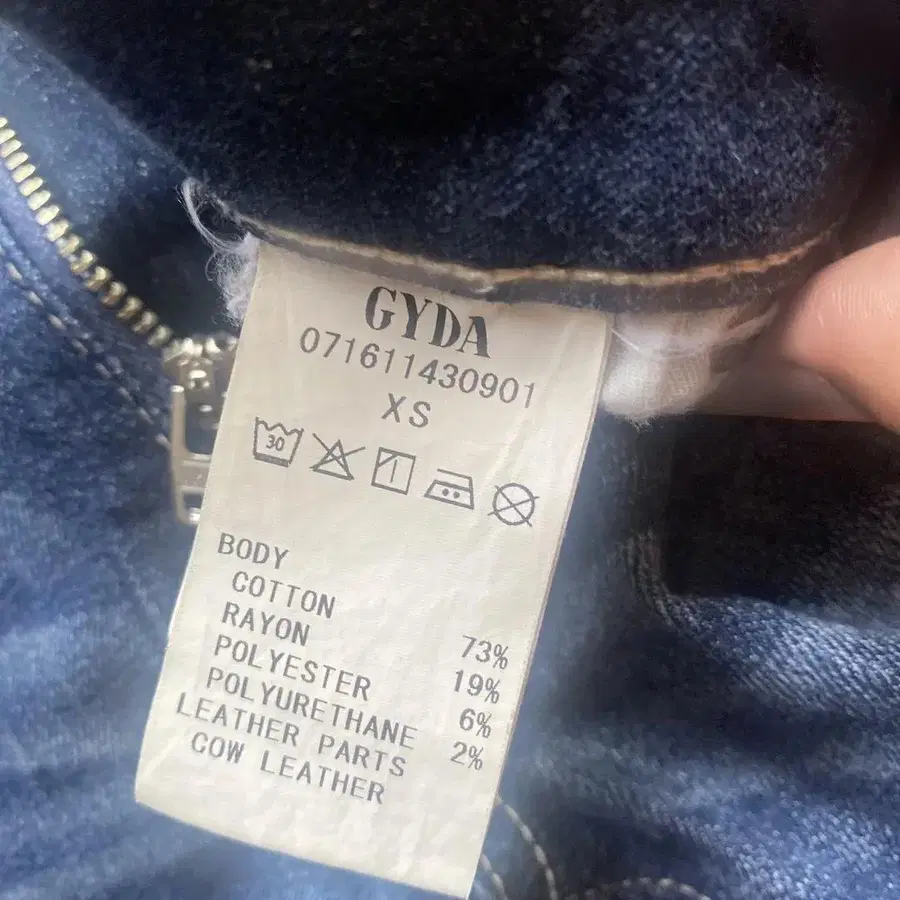 GYDA
071611430901
XS
30
BODY
COTTON 73%
RAYON 19%
POLYESTER 6%
POLYURETHANE 2%
LEATHER PARTS
COW LEATHER